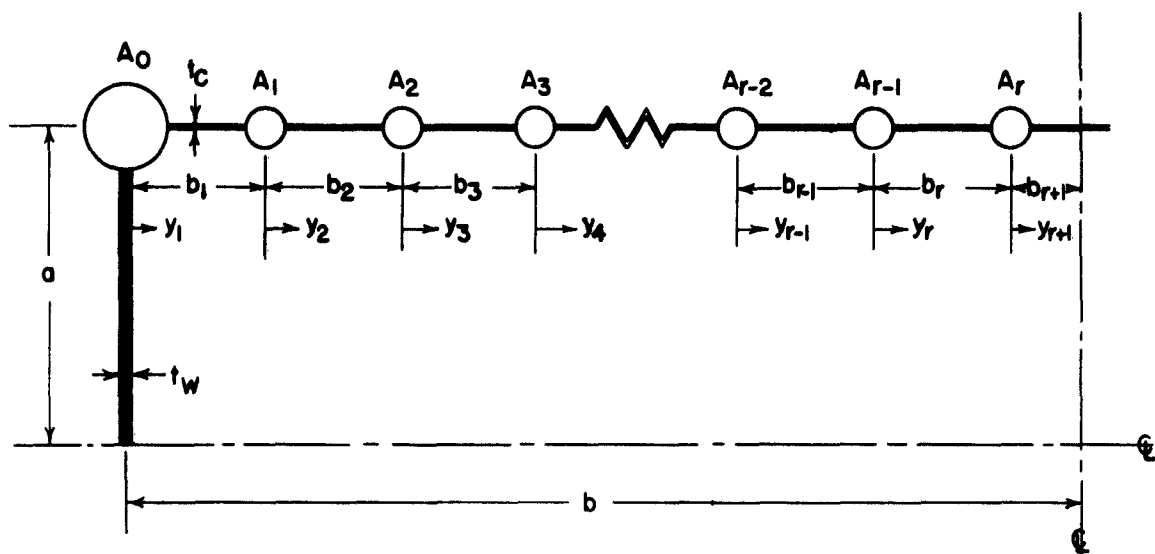 A0
tc
A1
A2
A3
Ar-2
Ar-1
Ar
b1
b2
b3
br-1
br
br+1
y1
y2
y3
y4
yr-1
yr
yr+1
a
tw
℄
b
℄